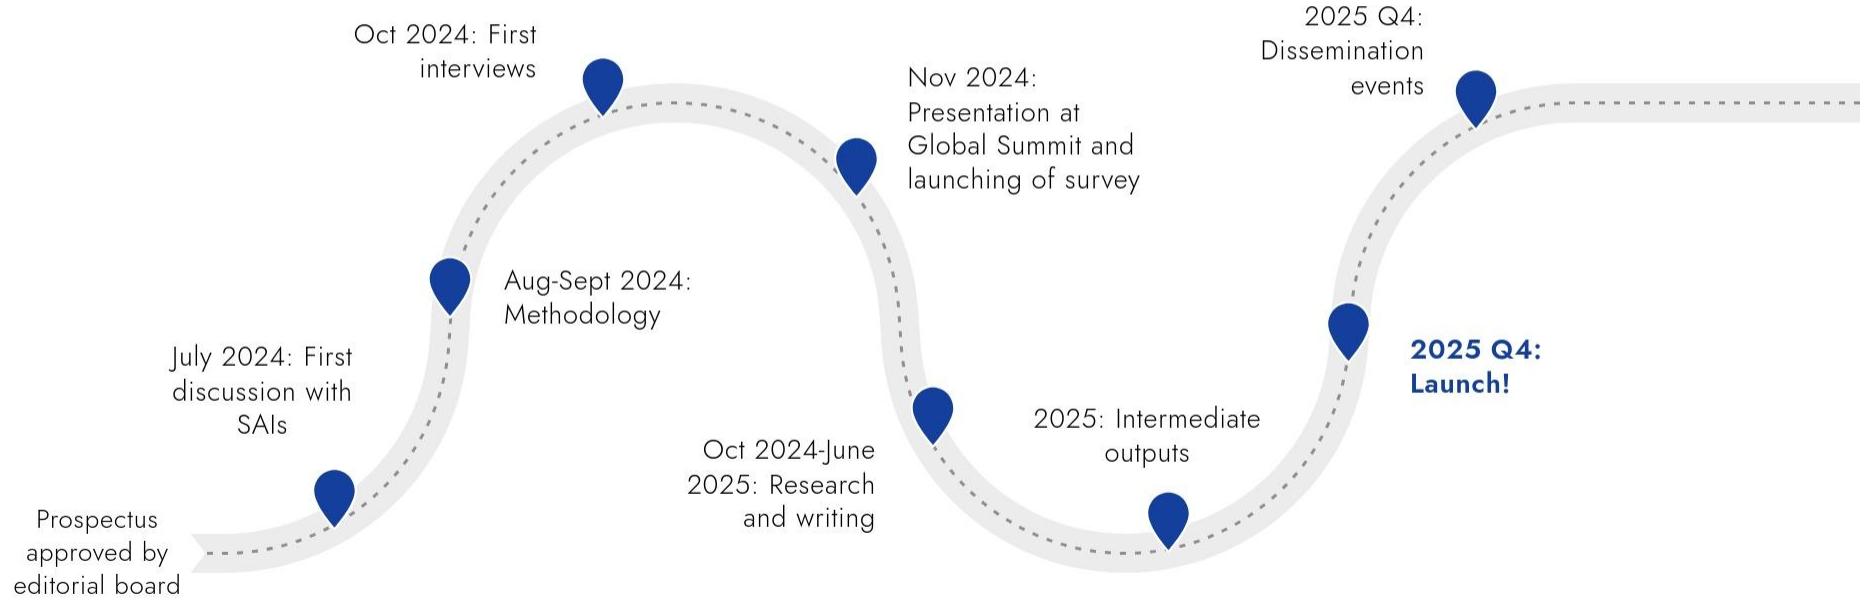 Prospectus
approved by
editorial board
July 2024: First
discussion with
SAIs
Aug-Sept 2024:
Methodology
Oct 2024: First
interviews
Nov 2024:
Presentation at
Global Summit and
launching of survey
Oct 2024-June
2025: Research
and writing
2025: Intermediate
outputs
2025 Q4:
Launch!
2025 Q4:
Dissemination
events